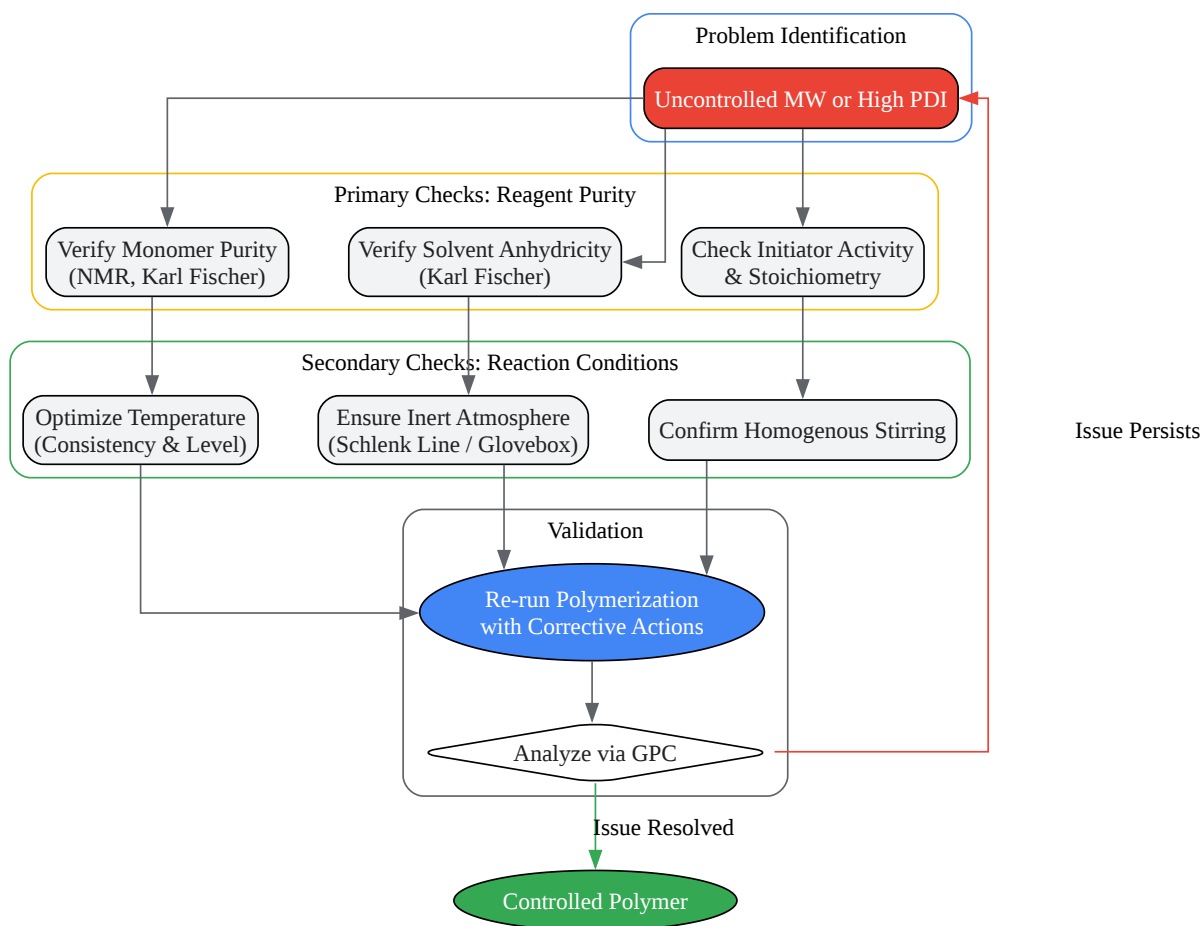 Problem Identification
Uncontrolled MW or High PDI
Primary Checks: Reagent Purity
Verify Monomer Purity
(NMR, Karl Fischer)
Verify Solvent Anhydricity
(Karl Fischer)
Check Initiator Activity
& Stoichiometry
Secondary Checks: Reaction Conditions
Optimize Temperature
(Consistency & Level)
Ensure Inert Atmosphere
(Schlenk Line / Glovebox)
Confirm Homogenous Stirring
Issue Persists
Validation
Re-run Polymerization
with Corrective Actions
Analyze via GPC
Issue Resolved
Controlled Polymer